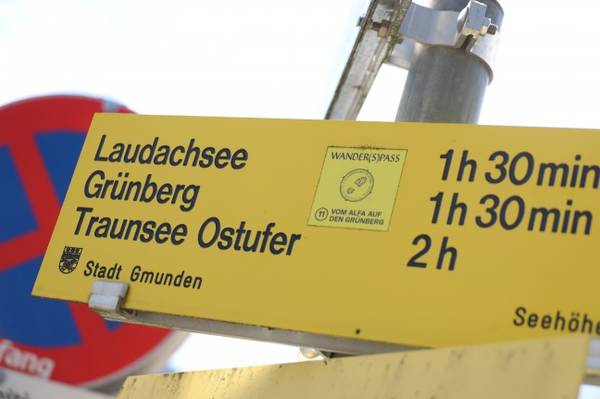 Laudachsee 1h 30min
Grünberg 1h 30min
Traunsee Ostufer 2h
WANDER(S)PASS
11 VOM ALFA AUF
DEN GRÜNBERG
Stadt Gmunden
Seehöhe